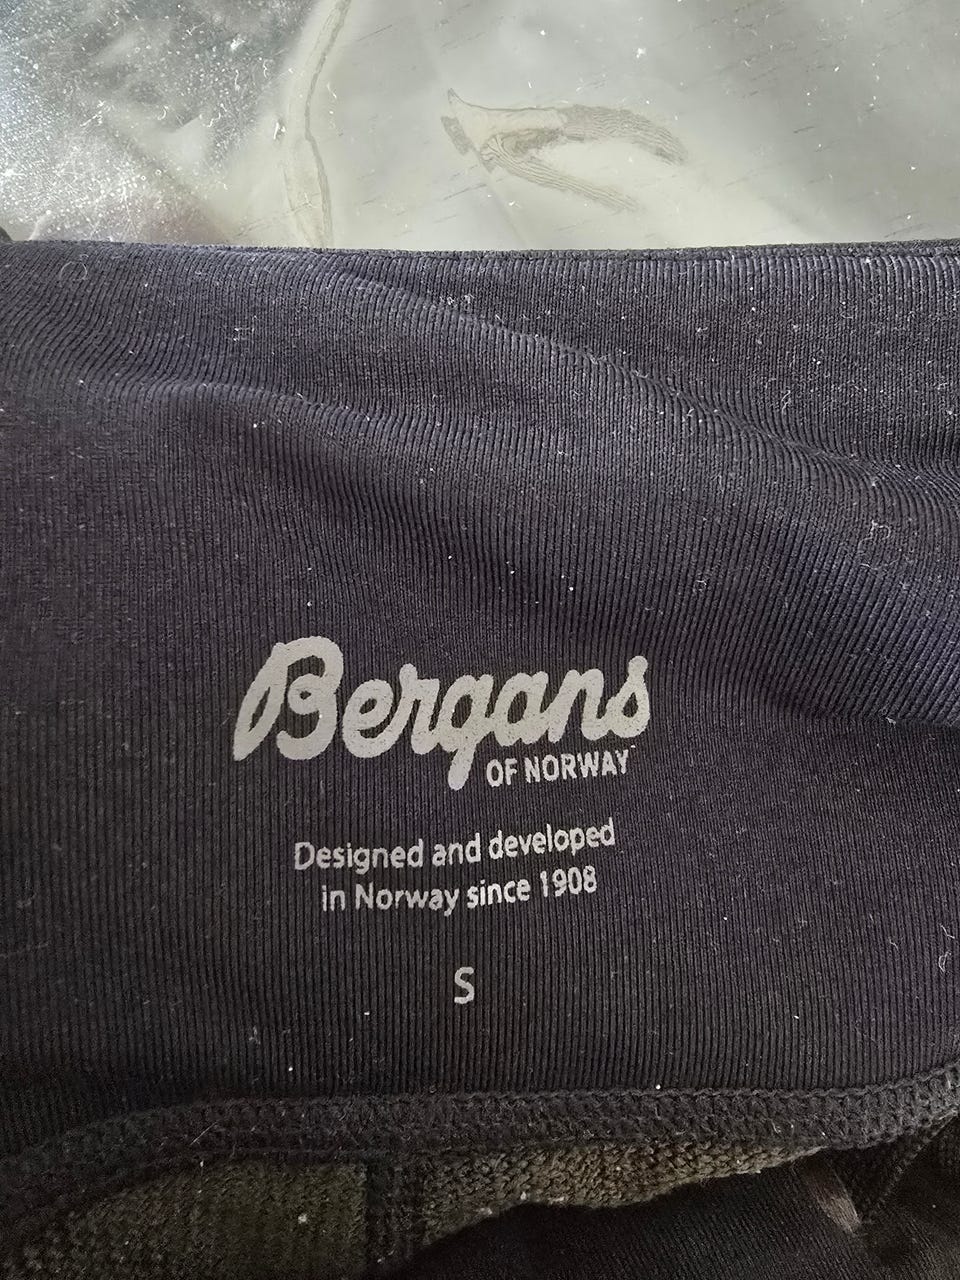 Bergans
OF NORWAY
Designed and developed
in Norway since 1908
S